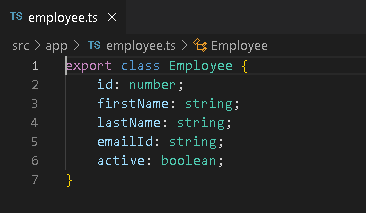 TS employee.ts ×
src > app > TS employee.ts > Employee
1 export class Employee {
2     id: number;
3     firstName: string;
4     lastName: string;
5     emailId: string;
6     active: boolean;
7 }